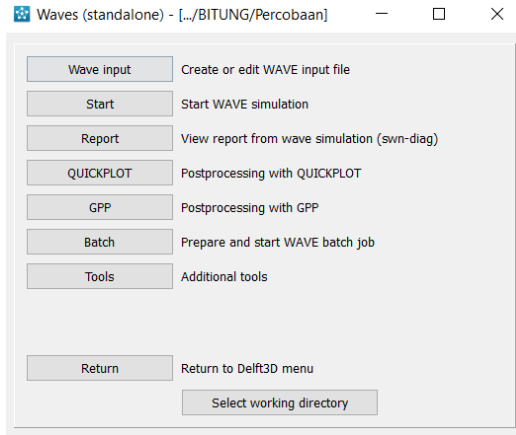 Waves (standalone) - [.../BITUNG/Percobaan]
Wave input Create or edit WAVE input file
Start Start WAVE simulation
Report View report from wave simulation (swn-diag)
QUICKPLOT Postprocessing with QUICKPLOT
GPP Postprocessing with GPP
Batch Prepare and start WAVE batch job
Tools Additional tools
Return Return to Delft3D menu
Select working directory